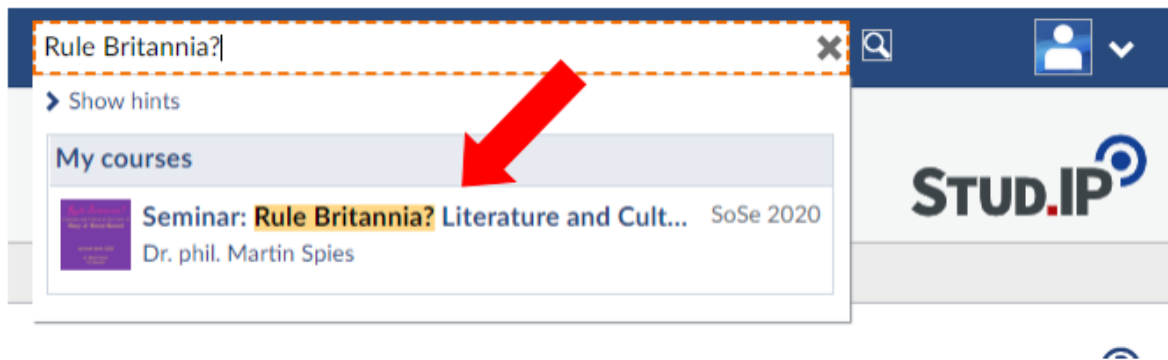 Rule Britannia?
Show hints
My courses
Seminar: Rule Britannia? Literature and Cult... SoSe 2020
Dr. phil. Martin Spies
STUD.IP